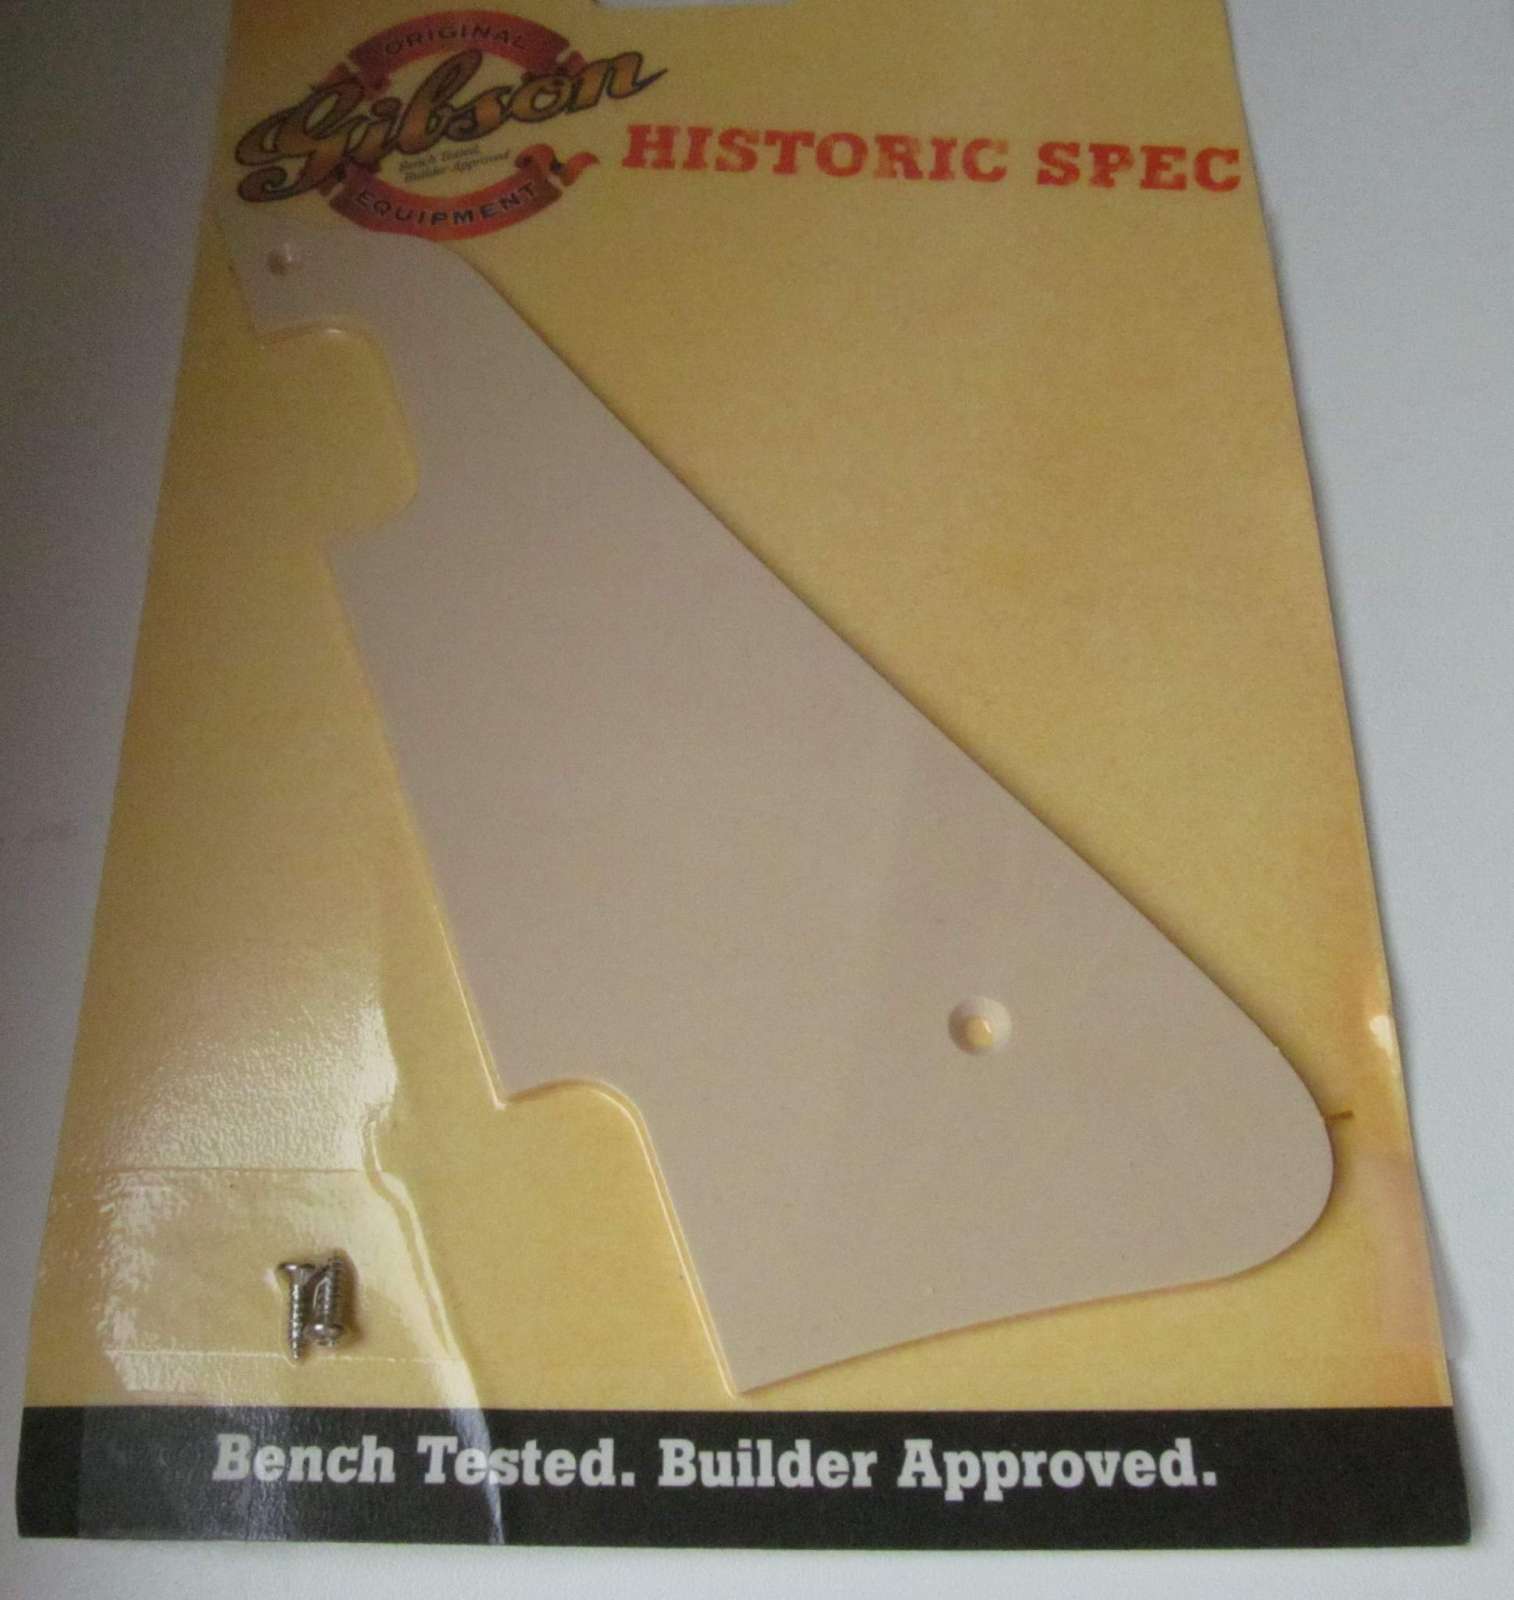 ORIGINAL
Gibson
Bench Tested.
Builder Approved
EQUIPMENT
HISTORIC SPEC
Bench Tested. Builder Approved.